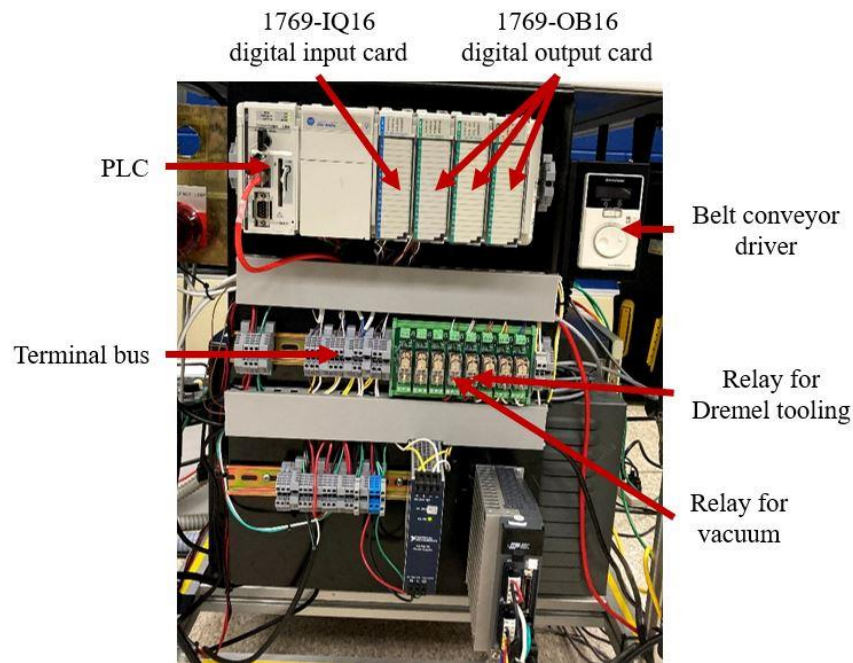 1769-IQ16
digital input card
1769-OB16
digital output card
PLC
Belt conveyor
driver
Terminal bus
Relay for
Dremel tooling
Relay for
vacuum